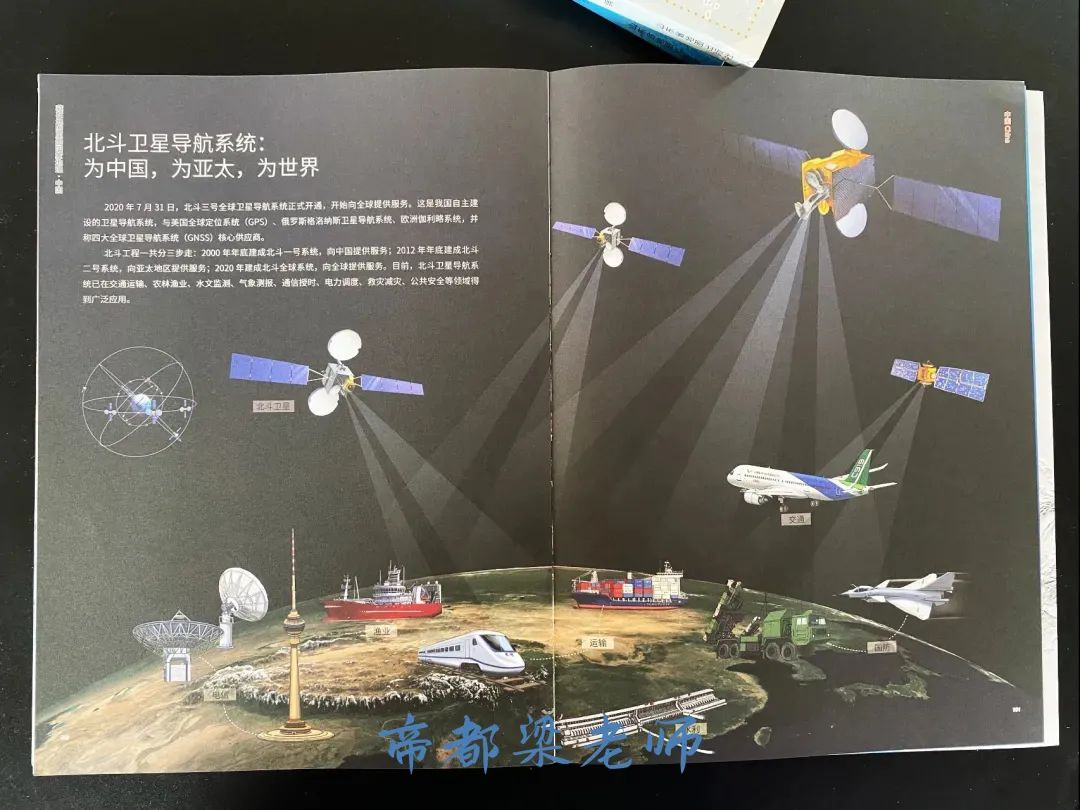 北斗卫星导航系统：
为中国，为亚太，为世界
2020 年 7 月 31 日，北斗三号全球卫星导航系统正式开通，开始向全球提供服务。这是我国自主建
设的卫星导航系统，与美国全球定位系统（GPS）、俄罗斯格洛纳斯卫星导航系统、欧洲伽利略系统，并
称四大全球卫星导航系统（GNSS）核心供应商。
北斗工程一共分三步走：2000 年年底建成北斗一号系统，向中国提供服务；2012 年年底建成北斗
二号系统，向亚太地区提供服务；2020 年建成北斗全球系统，向全球提供服务。目前，北斗卫星导航系
统已在交通运输、农林渔业、水文监测、气象测报、通信授时、电力调度、救灾减灾、公共安全等领域得
到广泛应用。
中国 China
北斗卫星
交通
渔业
运输
国防
电信
水利
帝都梁老师